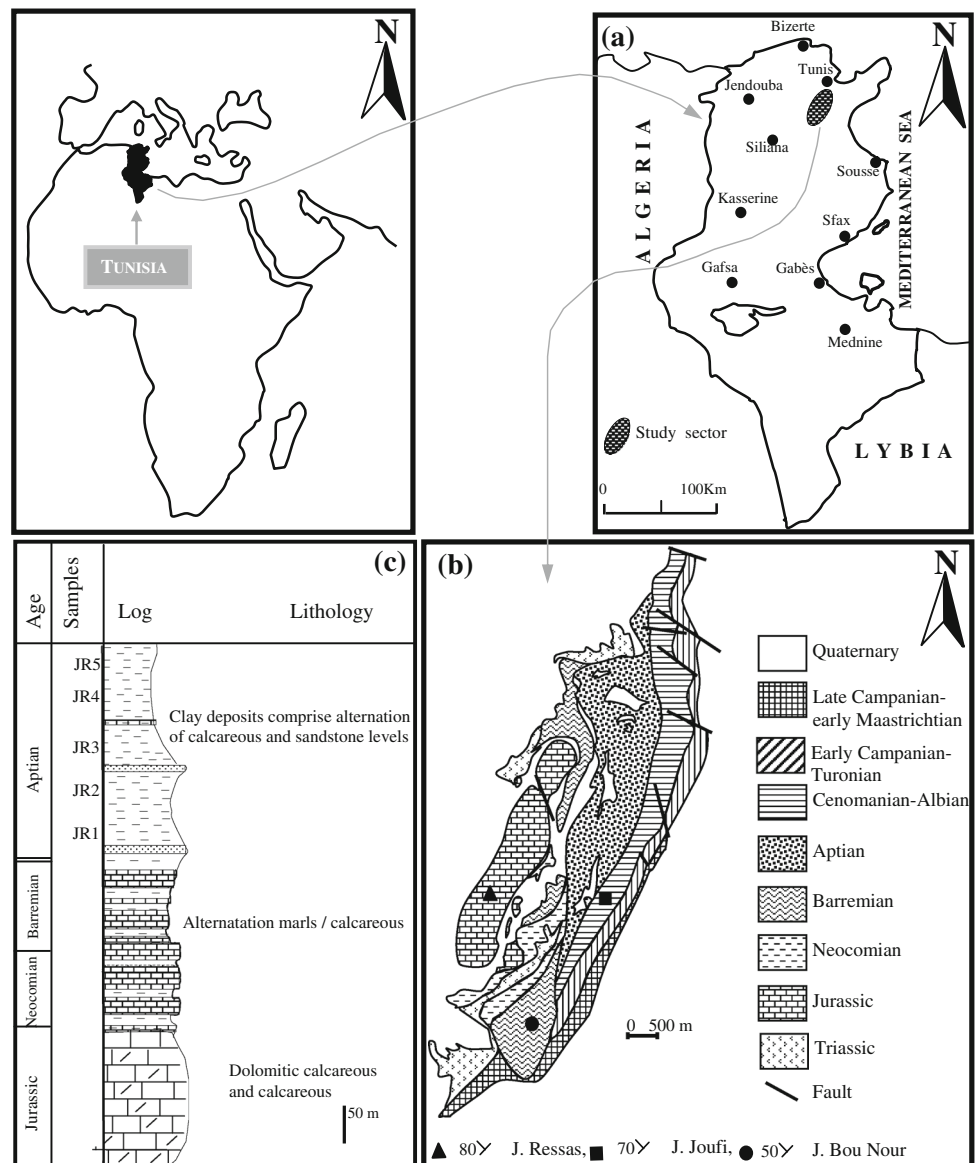 N
TUNISIA
(a)
N
Bizerte
Tunis
Jendouba
Siliana
Sousse
Kasserine
Sfax
Gafsa
Gabès
Mednine
ALGERIA
MEDITERRANEAN SEA
LYBIA
Study sector
0 100Km
(c)
Age
Samples
Log
Lithology
JR5
JR4
JR3
JR2
JR1
Aptian
Barremian
Neocomian
Jurassic
Clay deposits comprise alternation
of calcareous and sandstone levels
Alternatation marls / calcareous
Dolomitic calcareous
and calcareous
50 m
(b)
N
Quaternary
Late Campanian-
early Maastrichtian
Early Campanian-
Turonian
Cenomanian-Albian
Aptian
Barremian
Neocomian
Jurassic
Triassic
Fault
0 500 m
80 J. Ressas, 70 J. Joufi, 50 J. Bou Nour